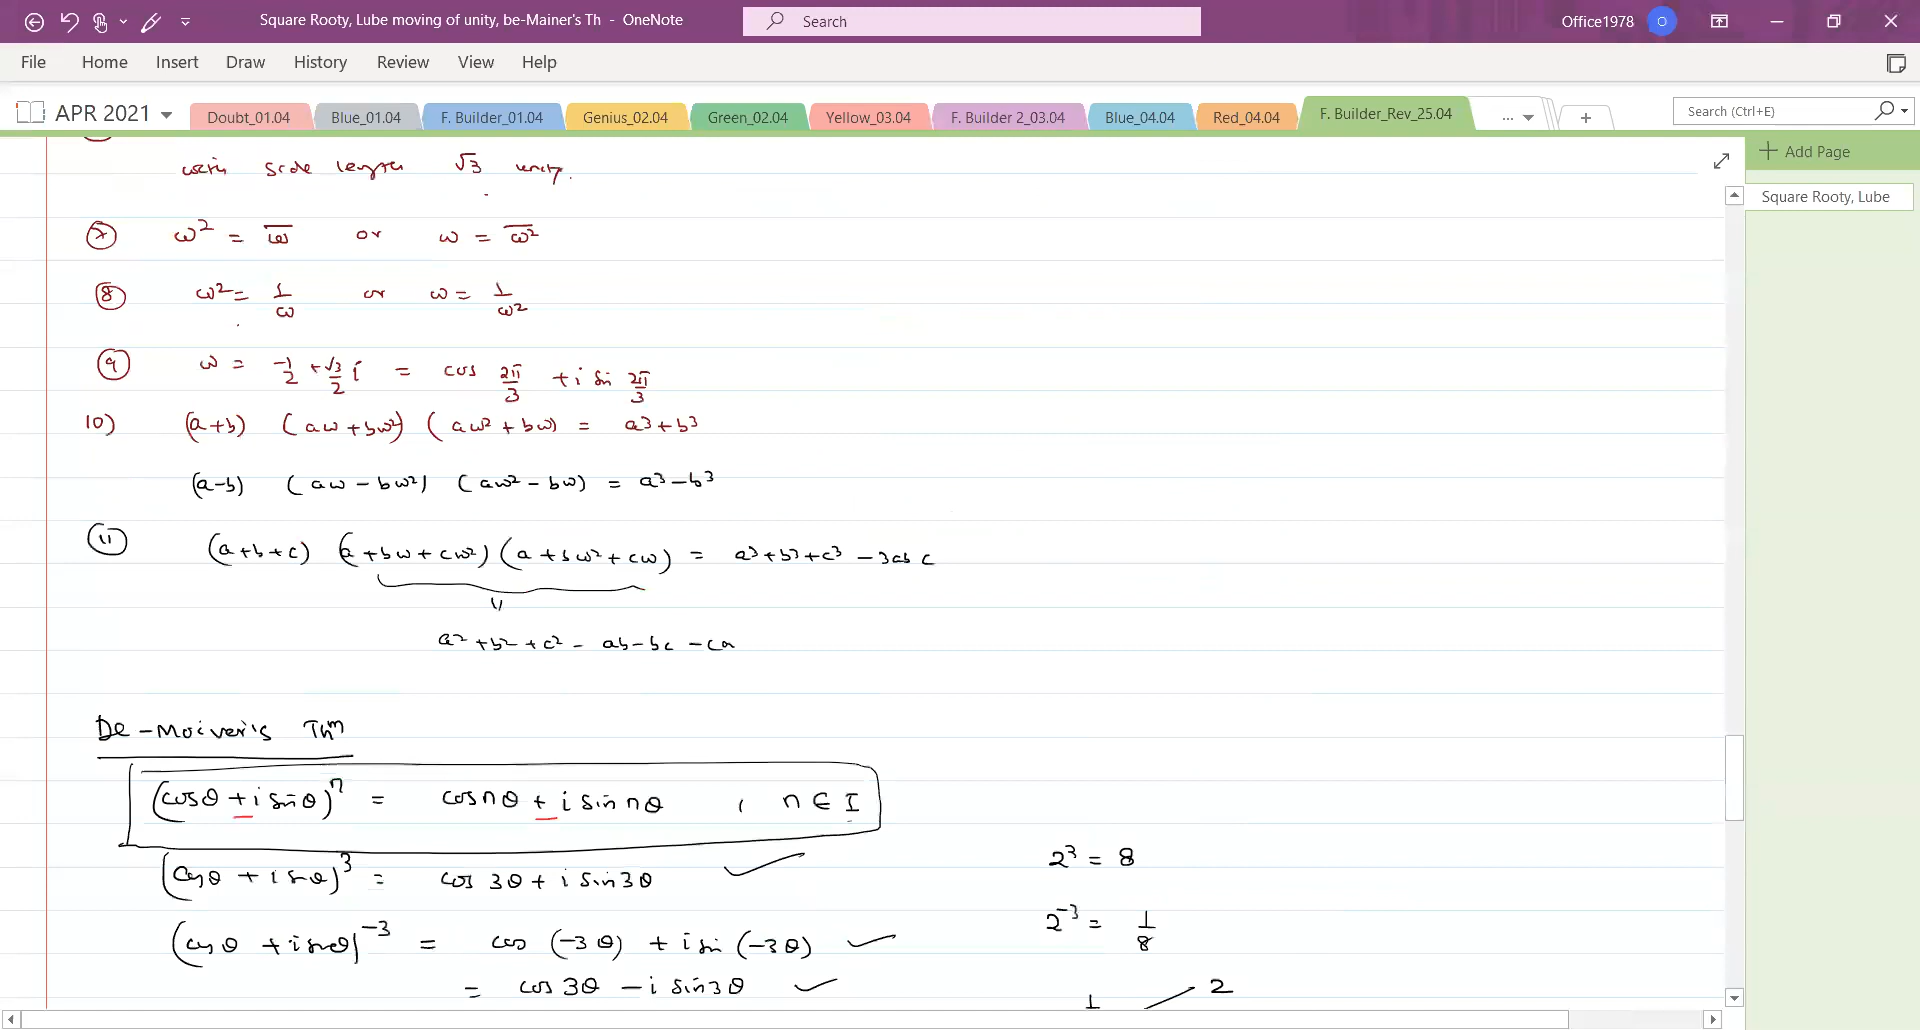 Square Rooty, Lube moving of unity, be-Mainer's Th - OneNote
Search
Office1978
O
File Home Insert Draw History Review View Help
APR 2021
Doubt_01.04 Blue_01.04 F. Builder_01.04 Genius_02.04 Green_02.04 Yellow_03.04 F. Builder 2_03.04 Blue_04.04 Red_04.04 F. Builder_Rev_25.04 ... +
Search (Ctrl+E)
+ Add Page
Square Rooty, Lube
with side length √3 unity.
⑦ ω² = ω̅ or ω = \overline{ω²}
⑧ ω² = 1/ω or ω = 1/ω²
⑨ ω = -1/2 + √3/2 i = cos 2π/3 + i sin 2π/3
10) (a+b) (aω + bω²) (aω² + bω) = a³ + b³
(a-b) (aω - bω²) (aω² - bω) = a³ - b³
⑪ (a+b+c) (a + bω + cω²) (a + bω² + cω) = a³ + b³ + c³ - 3abc
a² + b² + c² - ab - bc - ca
De-Moiver's Thᵐ
(cosθ + i sinθ)ⁿ = cos nθ + i sin nθ , n ∈ I
(cosθ + i sinθ)³ = cos 3θ + i sin 3θ
2³ = 8
(cosθ + i sinθ)⁻³ = cos (-3θ) + i sin (-3θ)
2⁻³ = 1/8
= cos 3θ - i sin 3θ
1 2